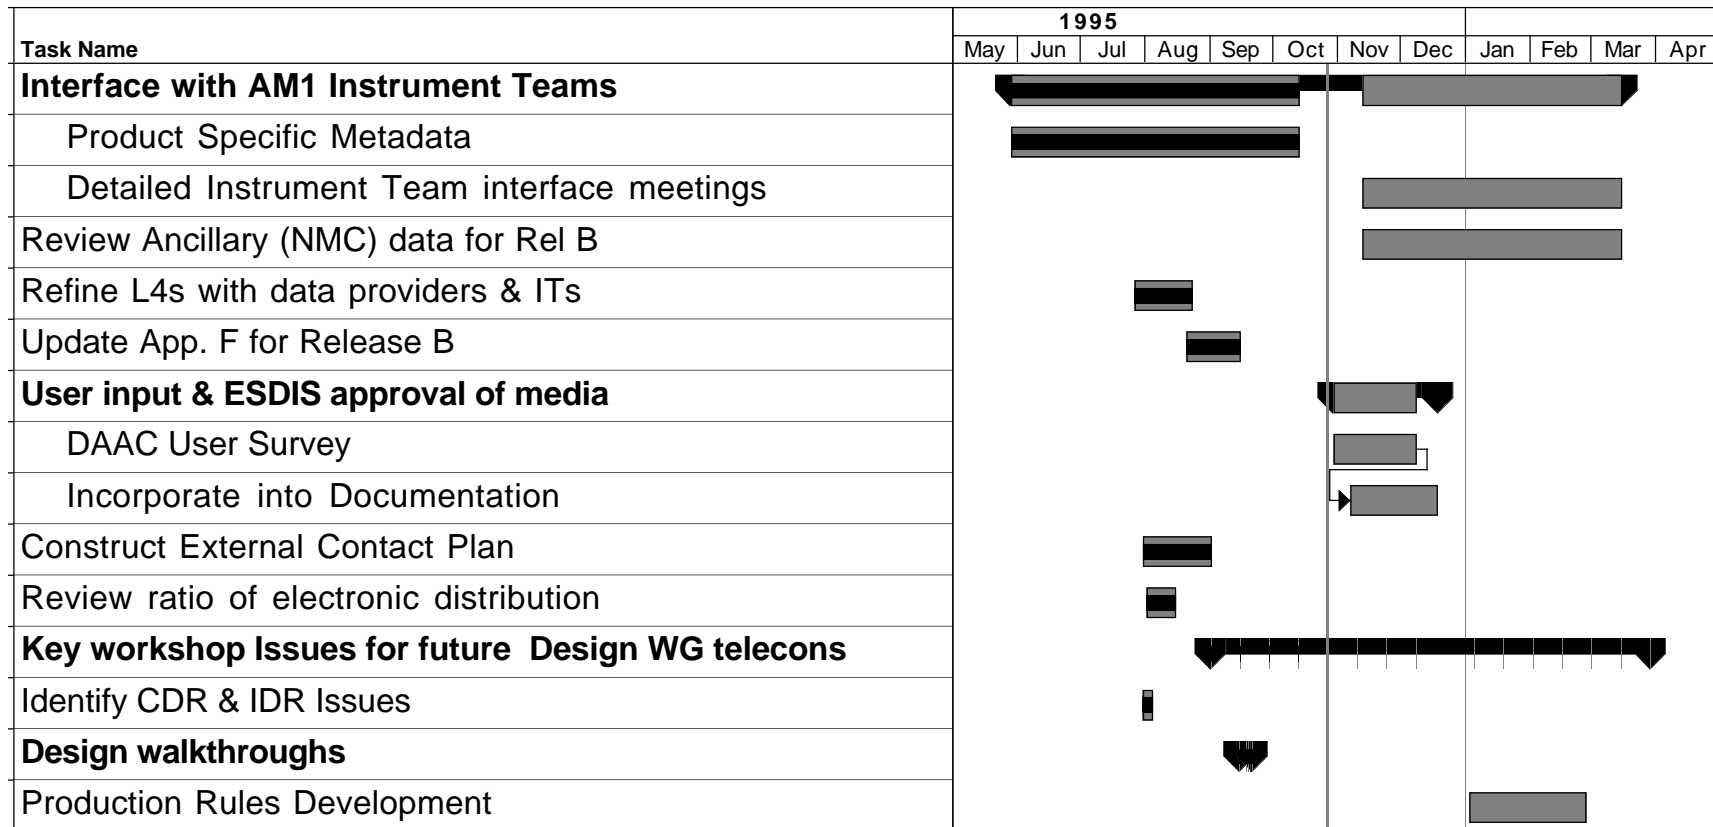 1995
Task Name
May Jun Jul Aug Sep Oct Nov Dec Jan Feb Mar Apr
Interface with AM1 Instrument Teams
Product Specific Metadata
Detailed Instrument Team interface meetings
Review Ancillary (NMC) data for Rel B
Refine L4s with data providers & ITs
Update App. F for Release B
User input & ESDIS approval of media
DAAC User Survey
Incorporate into Documentation
Construct External Contact Plan
Review ratio of electronic distribution
Key workshop Issues for future Design WG telecons
Identify CDR & IDR Issues
Design walkthroughs
Production Rules Development